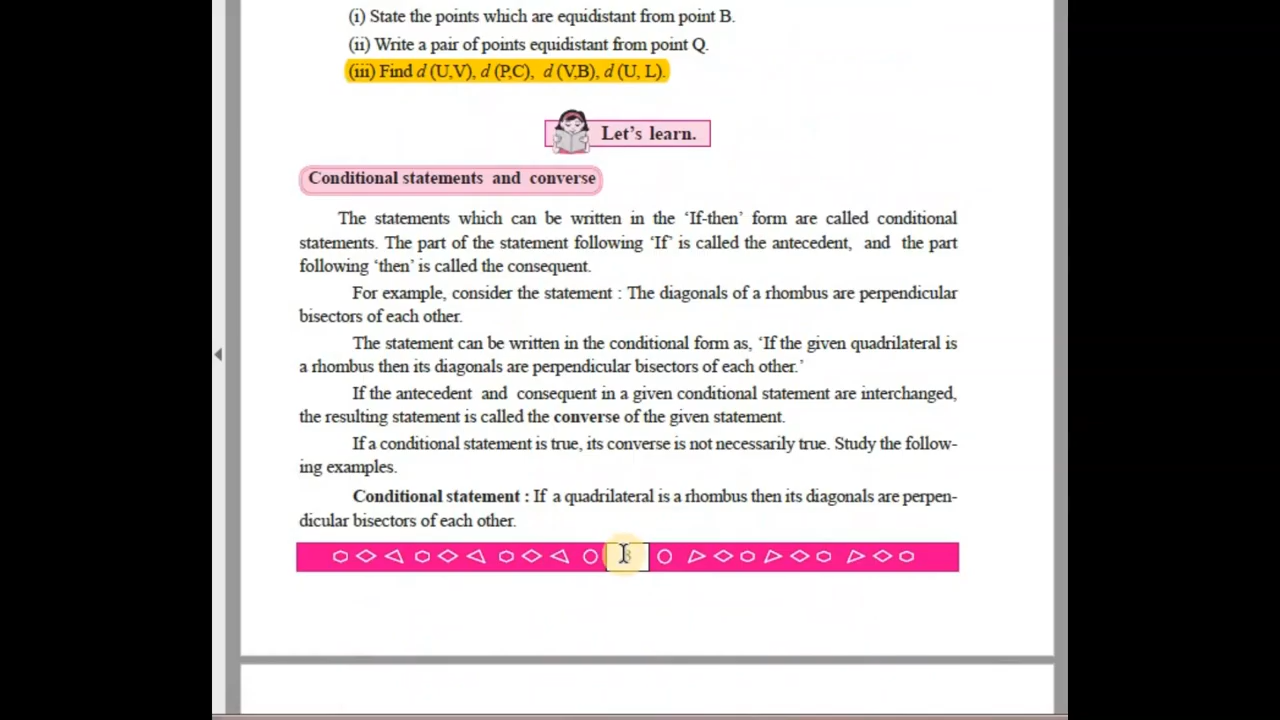 (i) State the points which are equidistant from point B.
(ii) Write a pair of points equidistant from point Q.
(iii) Find d (U,V), d (P,C), d (V,B), d (U, L).
Let's learn.
Conditional statements and converse
The statements which can be written in the ‘If-then’ form are called conditional
statements. The part of the statement following ‘If’ is called the antecedent, and the part
following ‘then’ is called the consequent.
For example, consider the statement : The diagonals of a rhombus are perpendicular
bisectors of each other.
The statement can be written in the conditional form as, ‘If the given quadrilateral is
a rhombus then its diagonals are perpendicular bisectors of each other.’
If the antecedent and consequent in a given conditional statement are interchanged,
the resulting statement is called the converse of the given statement.
If a conditional statement is true, its converse is not necessarily true. Study the follow-
ing examples.
Conditional statement : If a quadrilateral is a rhombus then its diagonals are perpen-
dicular bisectors of each other.